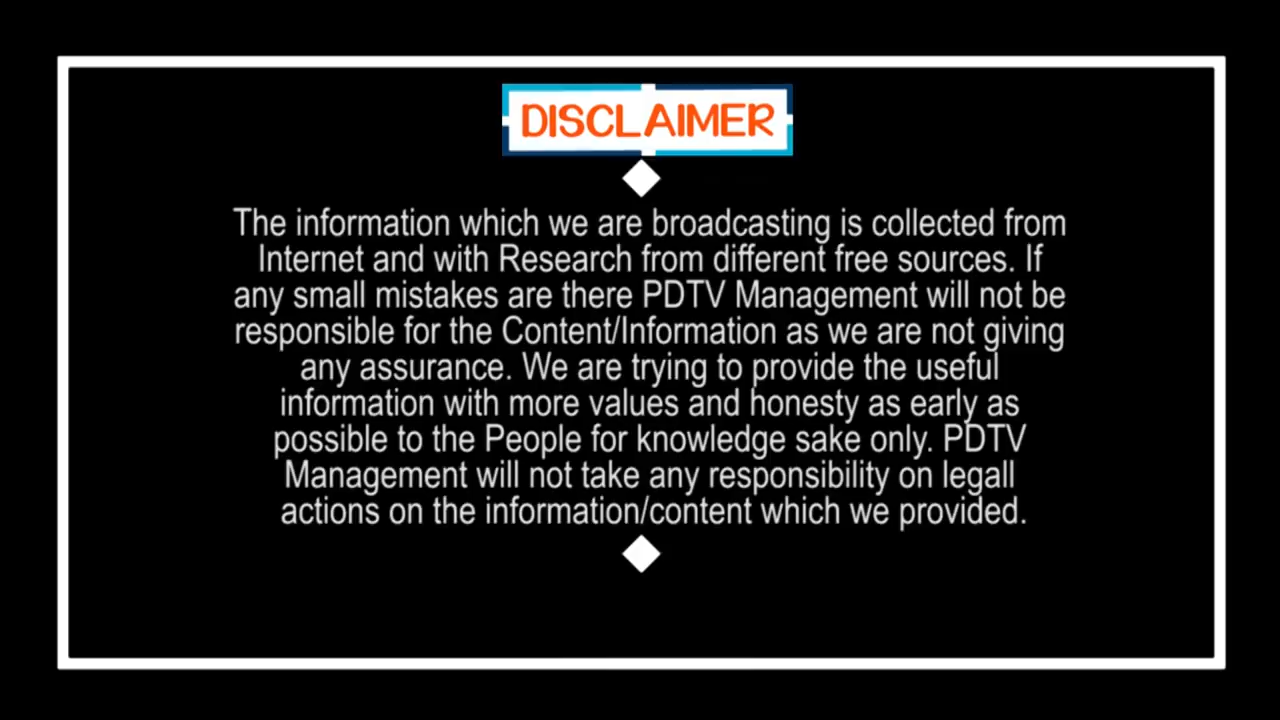 DISCLAIMER
The information which we are broadcasting is collected from
Internet and with Research from different free sources. If
any small mistakes are there PDTV Management will not be
responsible for the Content/Information as we are not giving
any assurance. We are trying to provide the useful
information with more values and honesty as early as
possible to the People for knowledge sake only. PDTV
Management will not take any responsibility on legall
actions on the information/content which we provided.